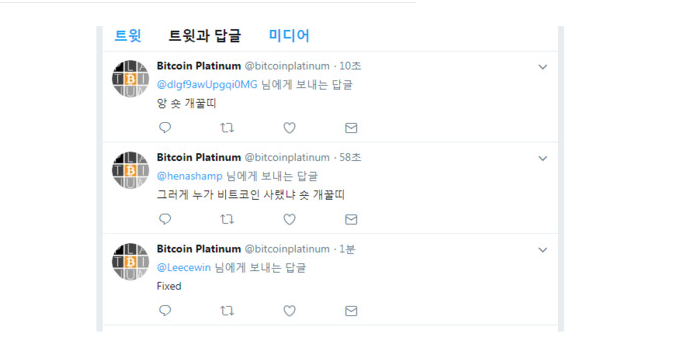 트윗 트윗과 답글 미디어
Bitcoin Platinum @bitcoinplatinum · 10초
@dlgf9awUpgqi0MG 님에게 보내는 답글
앙 숏 개꿀띠
Bitcoin Platinum @bitcoinplatinum · 58초
@henashamp 님에게 보내는 답글
그러게 누가 비트코인 사랬냐 숏 개꿀띠
Bitcoin Platinum @bitcoinplatinum · 1분
@Leecewin 님에게 보내는 답글
Fixed